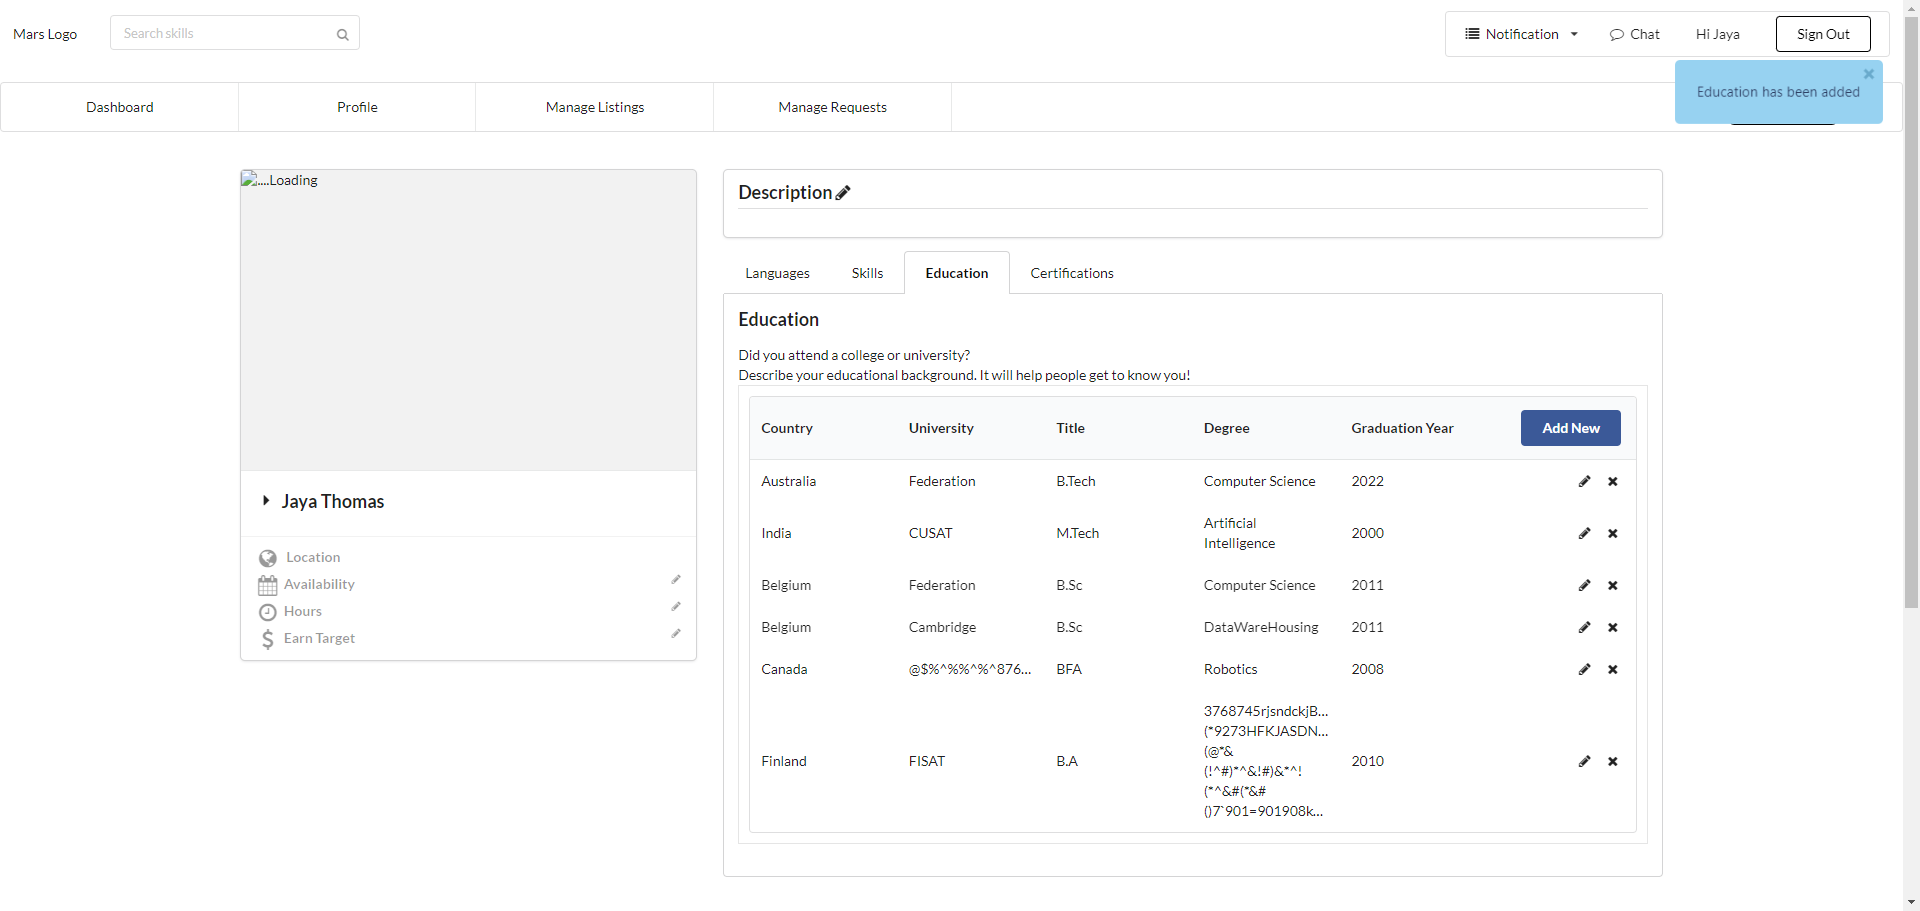 Mars Logo
Search skills
Notification
Chat
Hi Jaya
Sign Out
Education has been added
Dashboard
Profile
Manage Listings
Manage Requests
....Loading
Jaya Thomas
Location
Availability
Hours
Earn Target
Description
Languages
Skills
Education
Certifications
Education
Did you attend a college or university?
Describe your educational background. It will help people get to know you!
Country University Title Degree Graduation Year Add New
Australia Federation B.Tech Computer Science 2022
India CUSAT M.Tech Artificial Intelligence 2000
Belgium Federation B.Sc Computer Science 2011
Belgium Cambridge B.Sc DataWareHousing 2011
Canada @$%^%%^%^876... BFA Robotics 2008
Finland FISAT B.A
3768745rjsndckjB...
(*9273HFKJASDN...
(@*&
(!^#)*^&!#)&*^!
(*^&#(*&#
()7`901=901908k...
2010